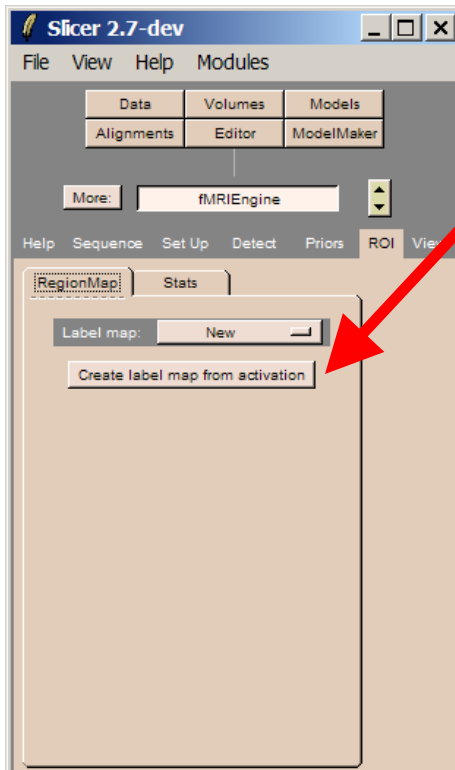 Slicer 2.7-dev
File View Help Modules
Data Volumes Models
Alignments Editor ModelMaker
More: fMRIEngine
Help Sequence Set Up Detect Priors ROI View
RegionMap Stats
Label map: New
Create label map from activation